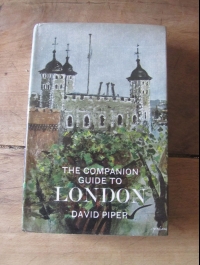 THE COMPANION
GUIDE TO
LONDON
DAVID PIPER